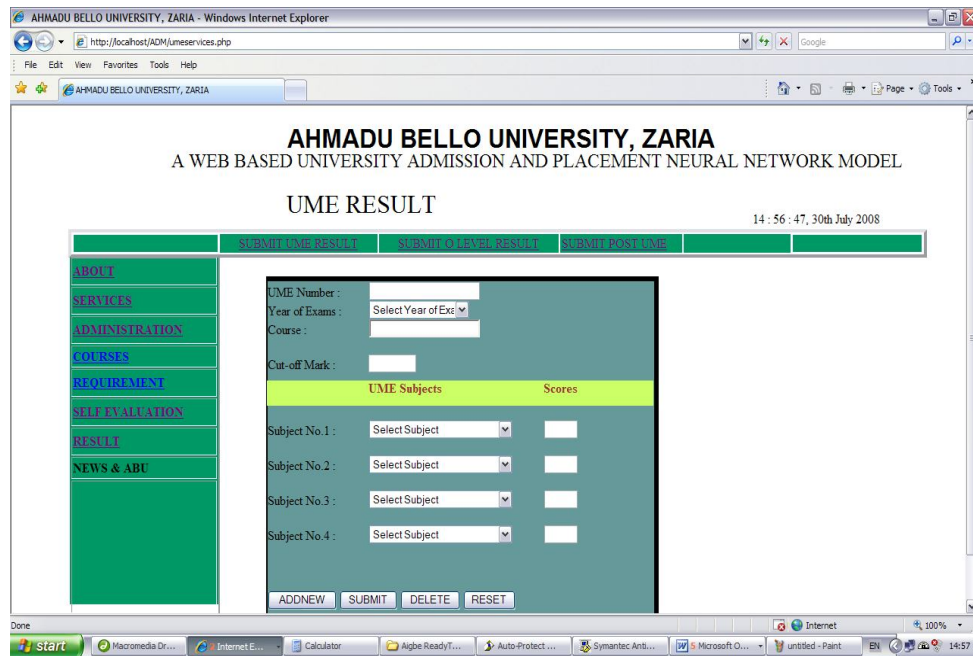 AHMADU BELLO UNIVERSITY, ZARIA - Windows Internet Explorer
http://localhost/ADM/umeservices.php
Google
File Edit View Favorites Tools Help
AHMADU BELLO UNIVERSITY, ZARIA
Page Tools
AHMADU BELLO UNIVERSITY, ZARIA
A WEB BASED UNIVERSITY ADMISSION AND PLACEMENT NEURAL NETWORK MODEL
UME RESULT
14 : 56 : 47, 30th July 2008
SUBMIT UME RESULT SUBMIT O LEVEL RESULT SUBMIT POST UME
ABOUT
SERVICES
ADMINISTRATION
COURSES
REQUIREMENT
SELF EVALUATION
RESULT
NEWS & ABU
UME Number :
Year of Exams : Select Year of Exa
Course :
Cut-off Mark :
UME Subjects Scores
Subject No.1 : Select Subject
Subject No.2 : Select Subject
Subject No.3 : Select Subject
Subject No.4 : Select Subject
ADDNEW SUBMIT DELETE RESET
Done Internet 100%
start Macromedia Dr... 2 Internet E... Calculator Aigbe ReadyT... Auto-Protect ... Symantec Anti... 5 Microsoft O... untitled - Paint EN 14:57